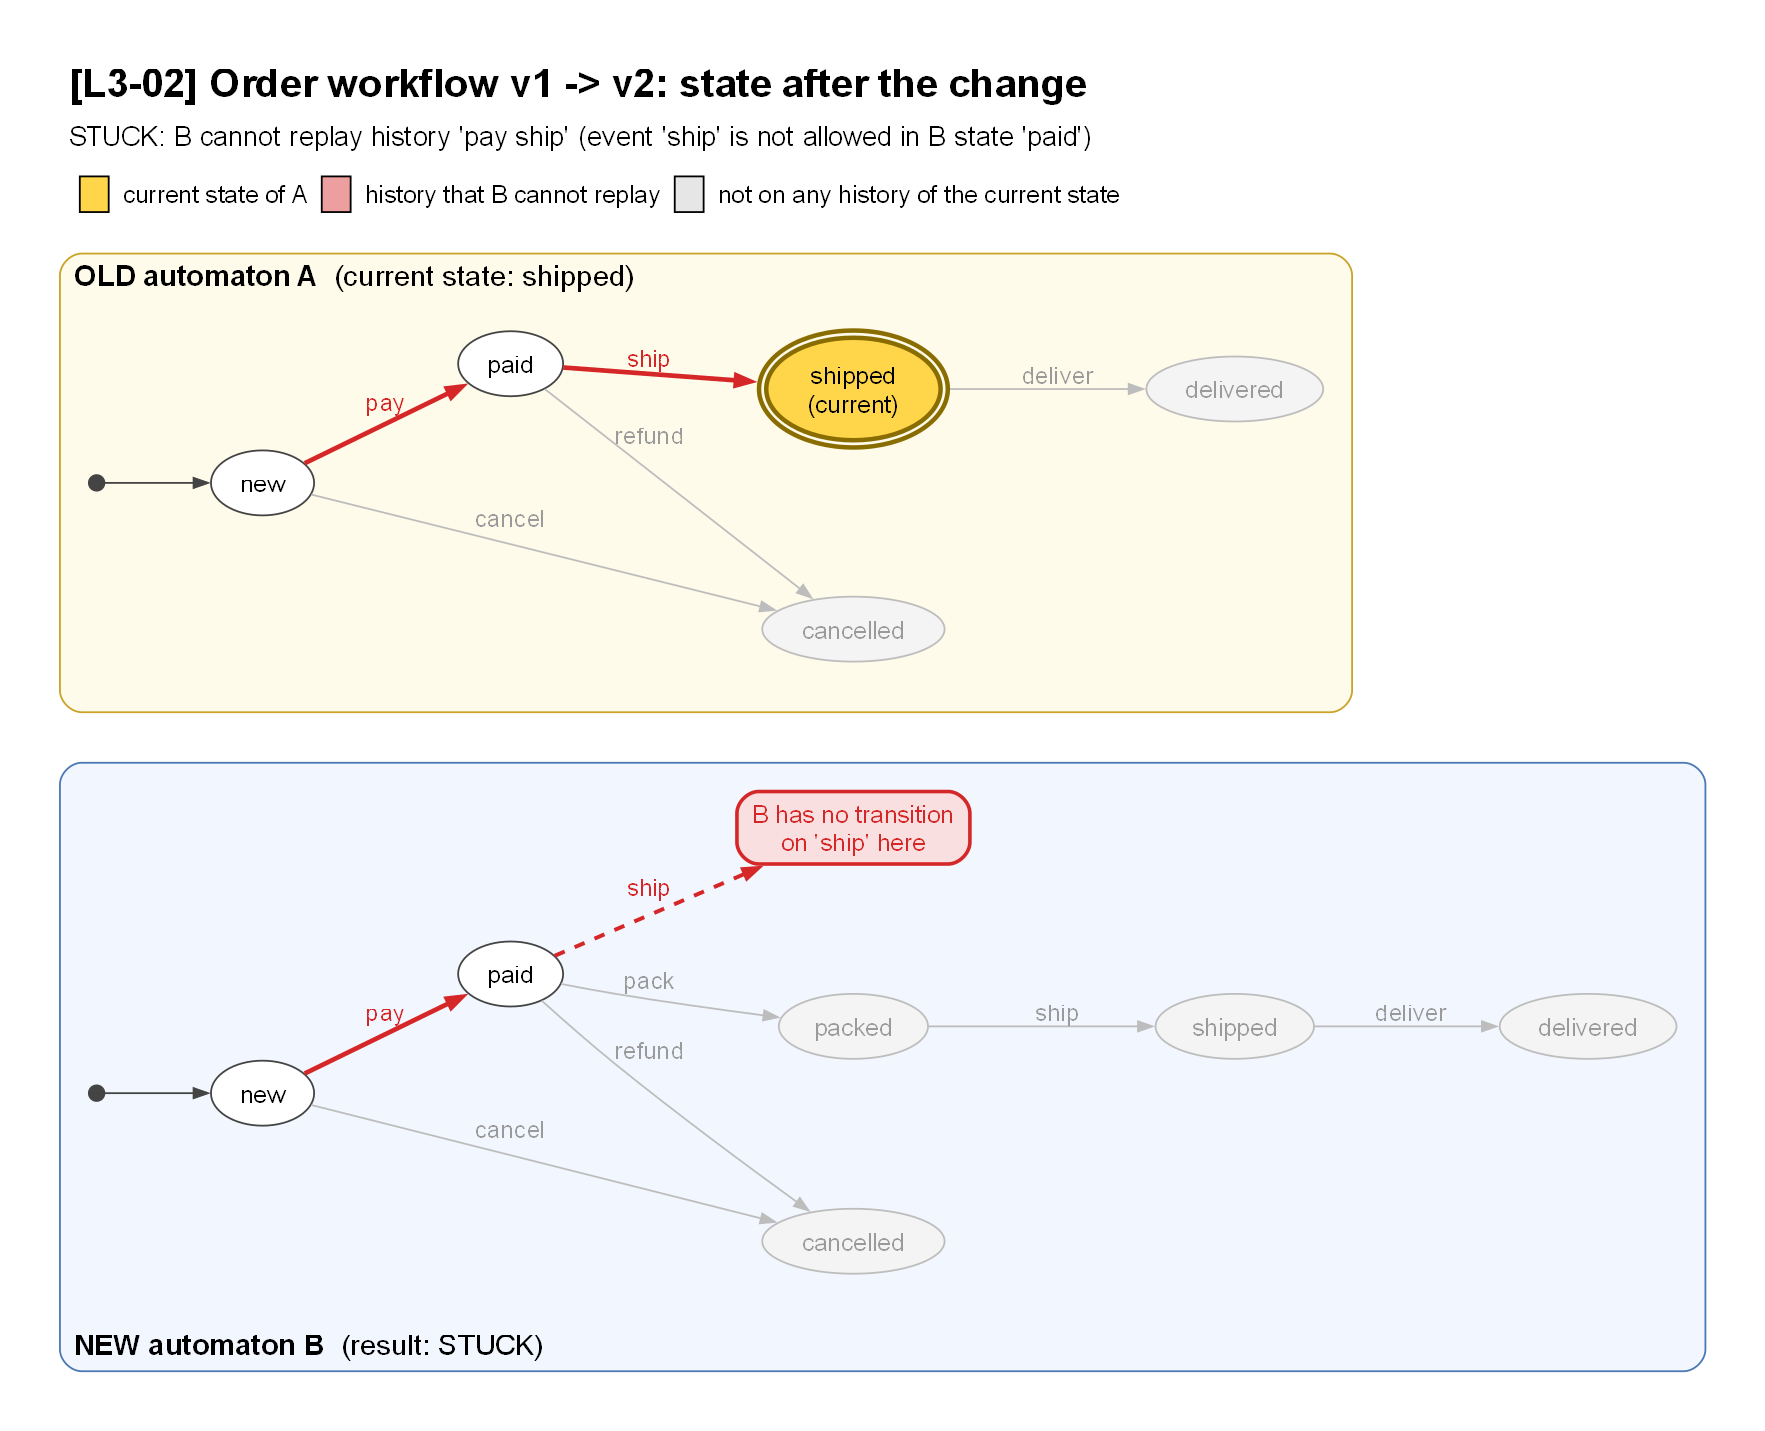 [L3-02] Order workflow v1 -> v2: state after the change
STUCK: B cannot replay history 'pay ship' (event 'ship' is not allowed in B state 'paid')
current state of A
history that B cannot replay
not on any history of the current state
OLD automaton A (current state: shipped)
paid
ship
shipped
(current)
deliver
delivered
pay
refund
new
cancel
cancelled
B has no transition
on 'ship' here
ship
paid
pack
packed
ship
shipped
deliver
delivered
pay
refund
new
cancel
cancelled
NEW automaton B (result: STUCK)